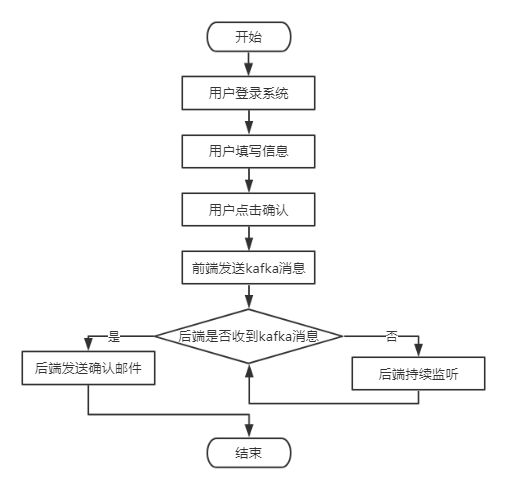 开始
用户登录系统
用户填写信息
用户点击确认
前端发送kafka消息
后端是否收到kafka消息
是
否
后端发送确认邮件
后端持续监听
结束